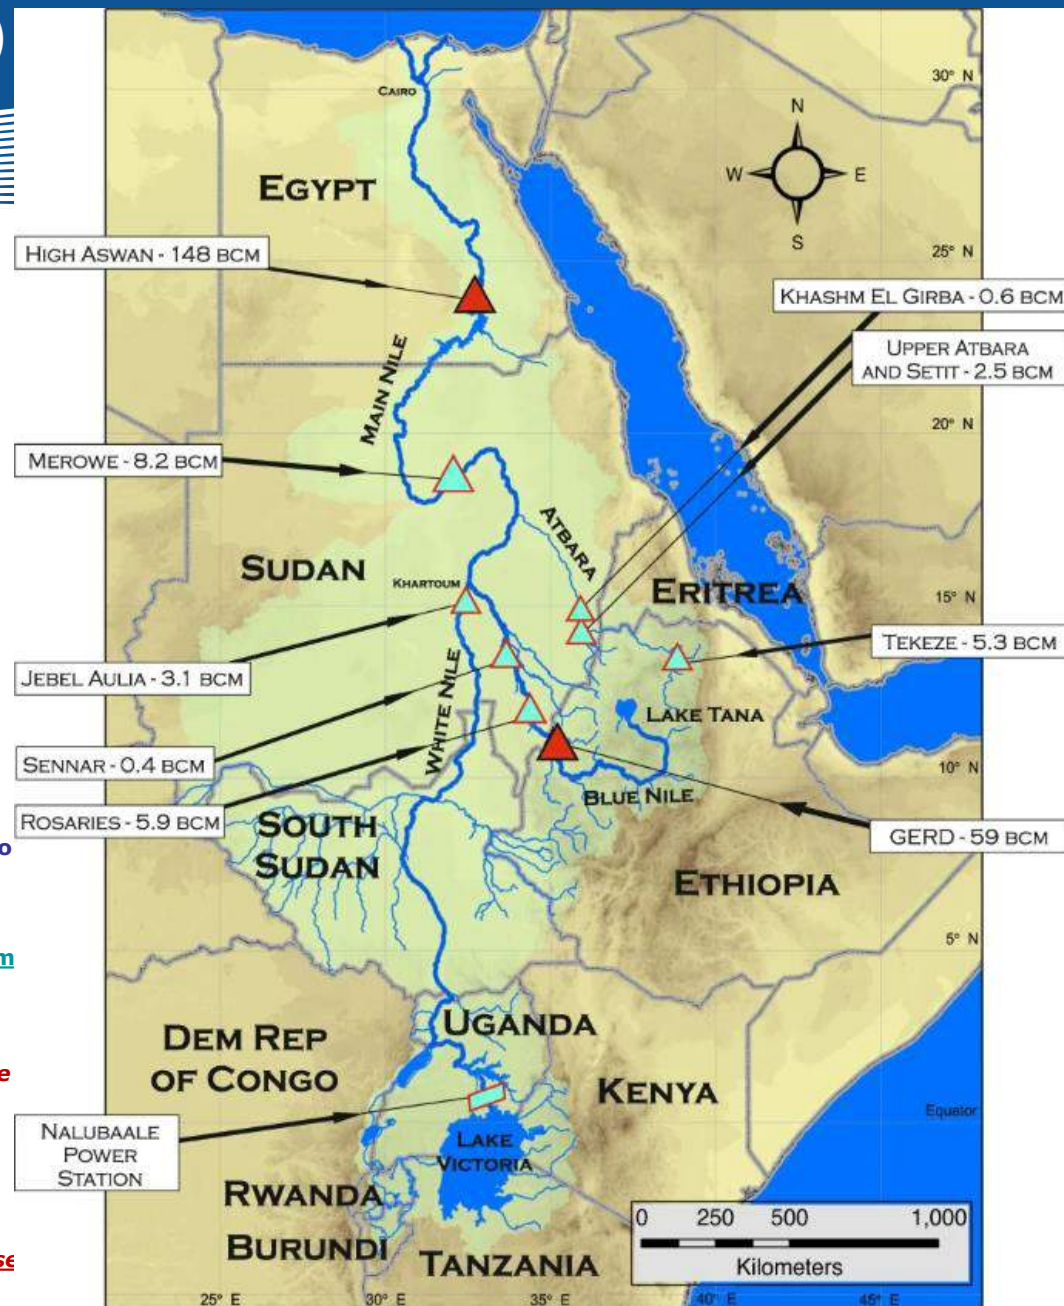 30° N
CAIRO
N
W E
S
EGYPT
HIGH ASWAN - 148 BCM
25° N
KHASHM EL GIRBA - 0.6 BCM
UPPER ATBARA
AND SETIT - 2.5 BCM
MAIN NILE
20° N
MEROWE - 8.2 BCM
ATBARA
SUDAN
KHARTOUM
ERITREA
15° N
TEKEZE - 5.3 BCM
JEBEL AULIA - 3.1 BCM
WHITE NILE
LAKE TANA
SENNAR - 0.4 BCM
10° N
BLUE NILE
ROSARIES - 5.9 BCM
SOUTH
SUDAN
GERD - 59 BCM
ETHIOPIA
5° N
UGANDA
DEM REP
OF CONGO
KENYA
Equator
NALUBAALE
POWER
STATION
LAKE
VICTORIA
RWANDA
BURUNDI
TANZANIA
0 250 500 1,000
Kilometers
25° E 30° E 35° E 40° E 45° E